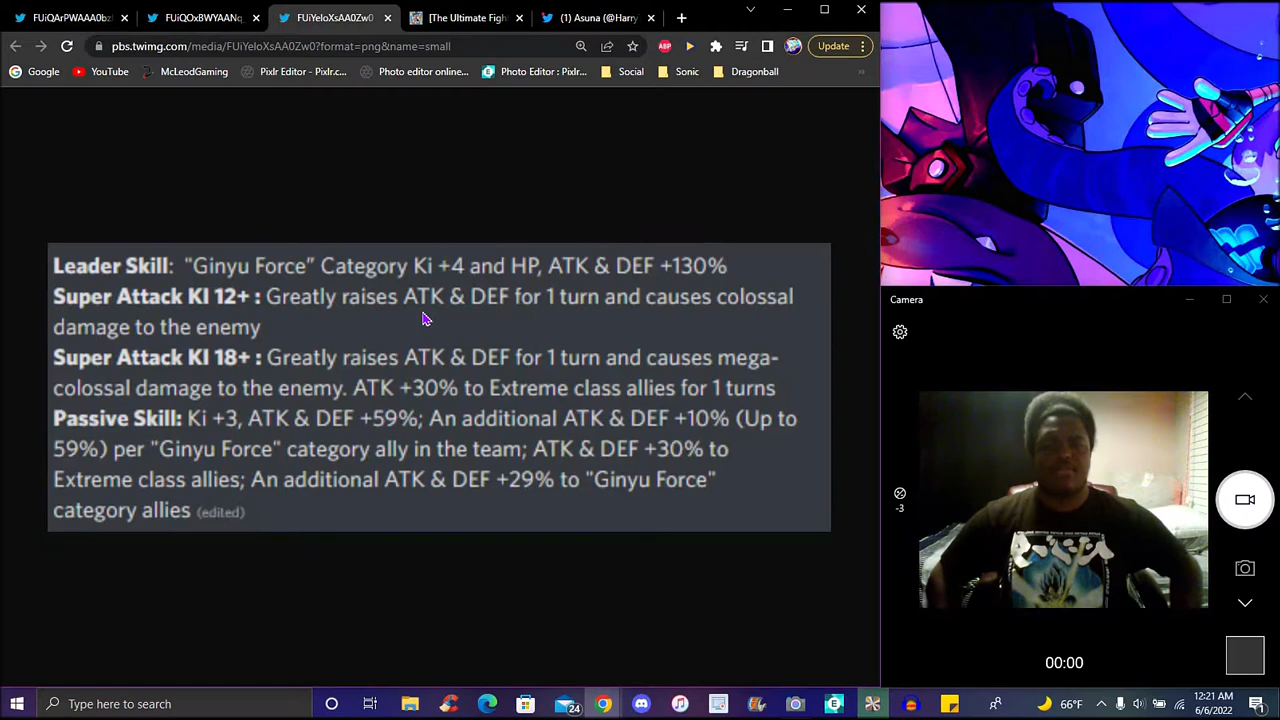 FUiQArPWAAA0bz
FUiQOxBWYAANq
FUiYeloXsAA0Zw0
[The Ultimate Figh
(1) Asuna (@Harry
pbs.twimg.com/media/FUiYeloXsAA0Zw0?format=png&name=small
ABP
Update
Google
YouTube
McLeodGaming
Pixlr Editor - Pixlr.c...
Photo editor online...
Photo Editor : Pixlr...
Social
Sonic
Dragonball
»
Leader Skill: "Ginyu Force" Category Ki +4 and HP, ATK & DEF +130%
Super Attack KI 12+ : Greatly raises ATK & DEF for 1 turn and causes colossal
damage to the enemy
Super Attack KI 18+ : Greatly raises ATK & DEF for 1 turn and causes mega-
colossal damage to the enemy. ATK +30% to Extreme class allies for 1 turns
Passive Skill: Ki +3, ATK & DEF +59%; An additional ATK & DEF +10% (Up to
59%) per "Ginyu Force" category ally in the team; ATK & DEF +30% to
Extreme class allies; An additional ATK & DEF +29% to "Ginyu Force"
category allies (edited)
Camera
-3
00:00
Type here to search
24
66°F
12:21 AM
6/6/2022
1